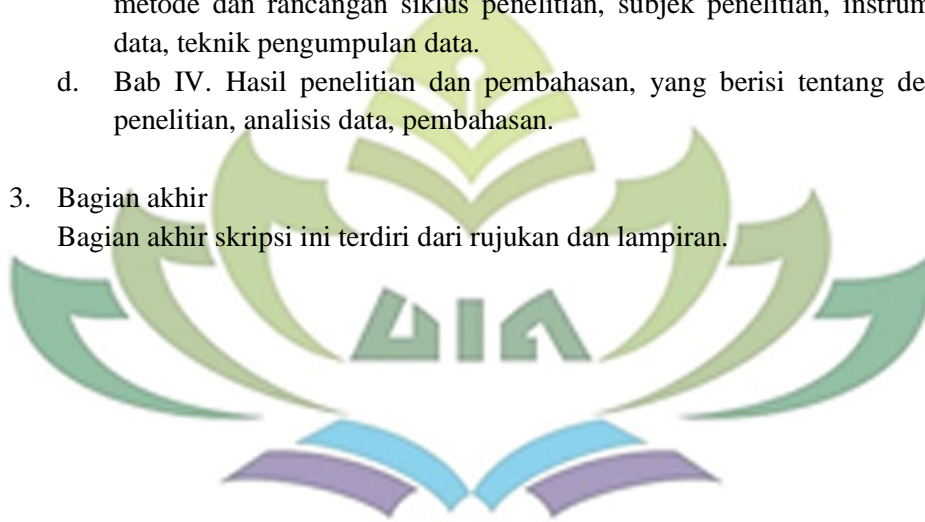 metode dan rancangan siklus penelitian, subjek penelitian, instrum
data, teknik pengumpulan data.
d. Bab IV. Hasil penelitian dan pembahasan, yang berisi tentang de
penelitian, analisis data, pembahasan.
3. Bagian akhir
Bagian akhir skripsi ini terdiri dari rujukan dan lampiran.
UIN